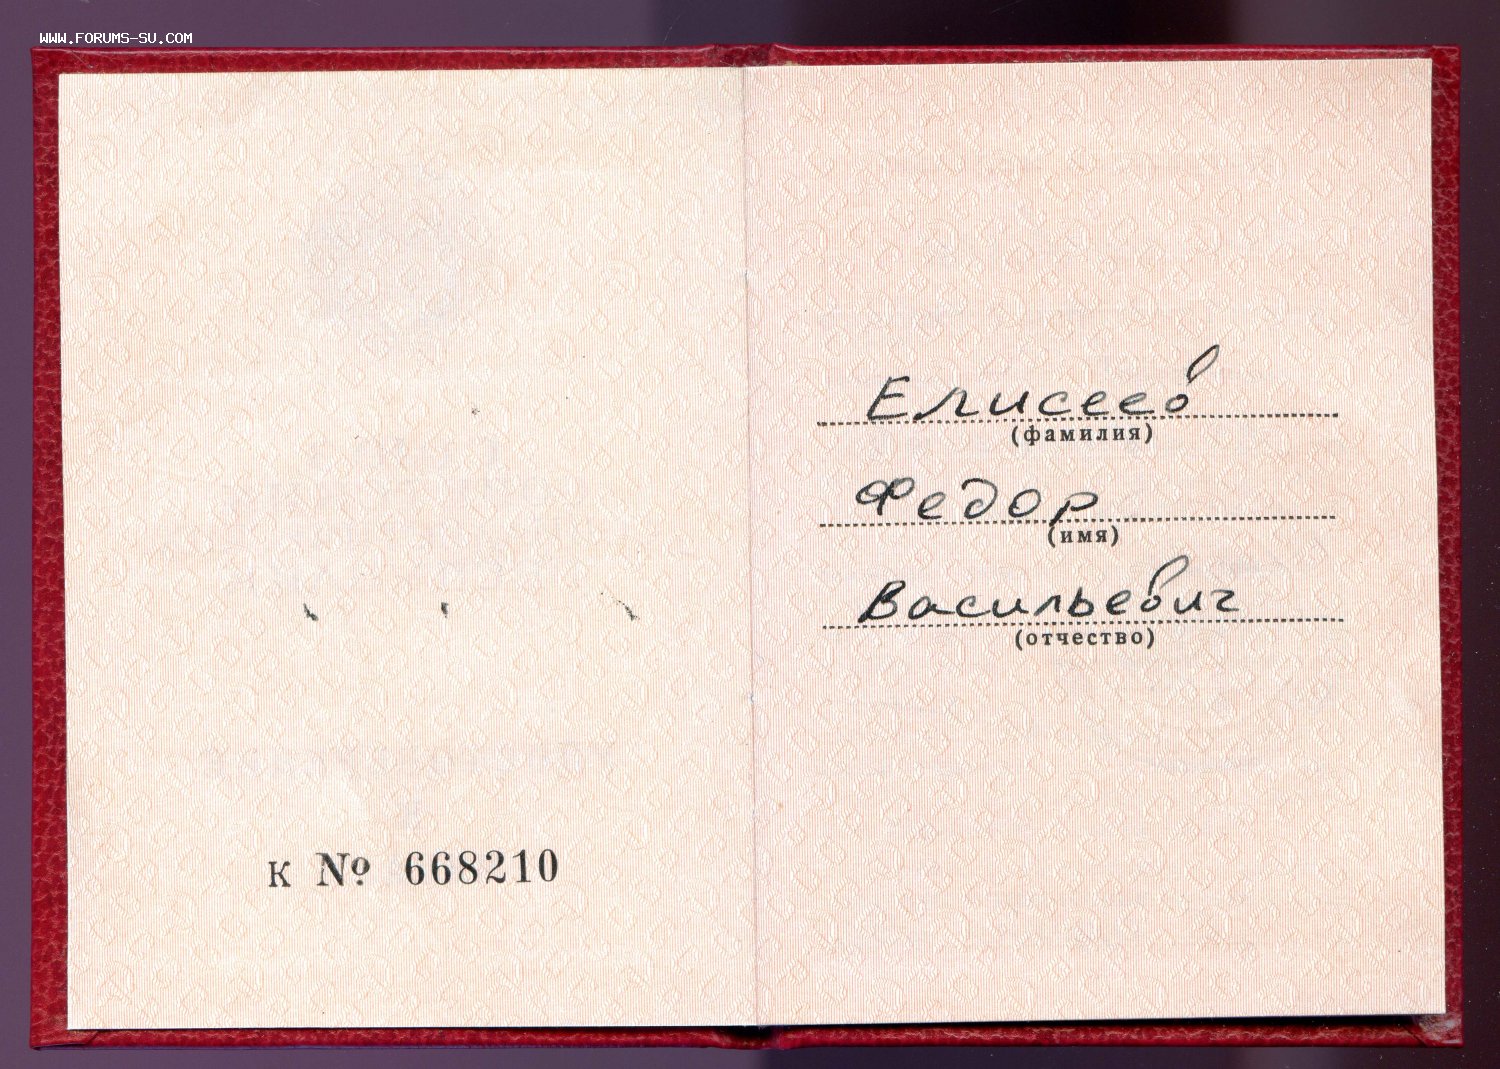 WWW.FORUMS-SU.COM
К № 668210
Елисеев
(фамилия)
Федор
(имя)
Васильевич
(отчество)